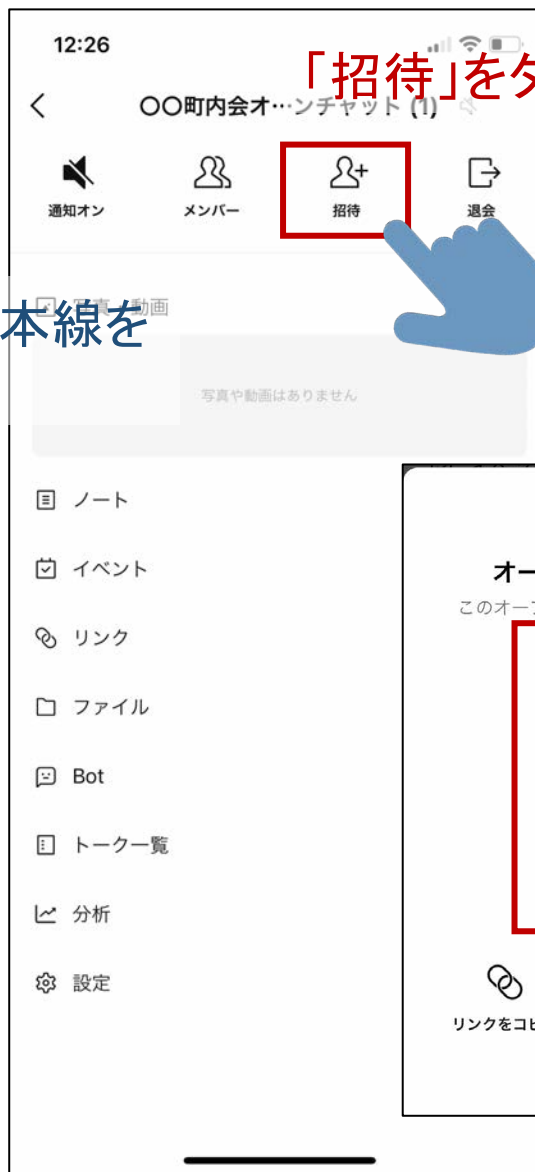 12:26
「招待」をタ
〇〇町内会オ…ンチャット (1)
通知オン
メンバー
招待
退会
写真・動画
本線を
写真や動画はありません
ノート
イベント
リンク
ファイル
Bot
トーク一覧
分析
設定
オー
このオープ
リンクをコピ